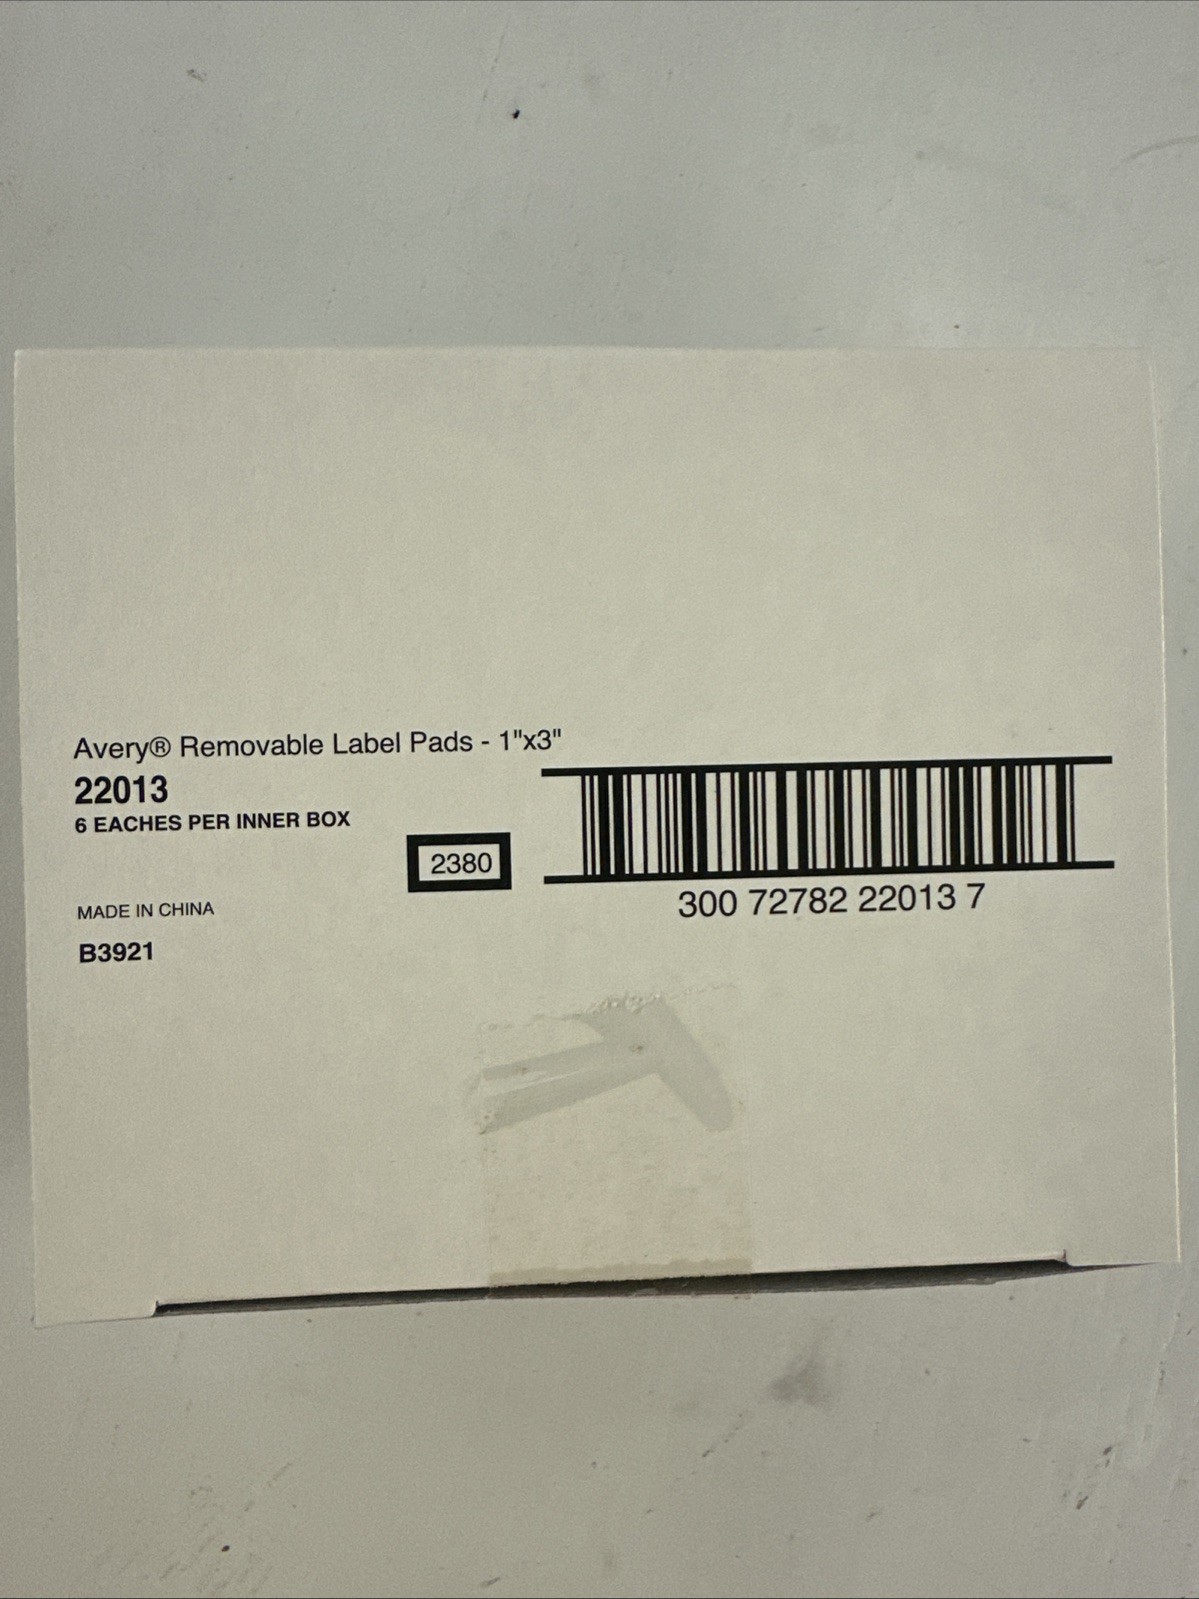 Avery® Removable Label Pads - 1"x3"
22013
6 EACHES PER INNER BOX
2380
300 72782 22013 7
MADE IN CHINA
B3921